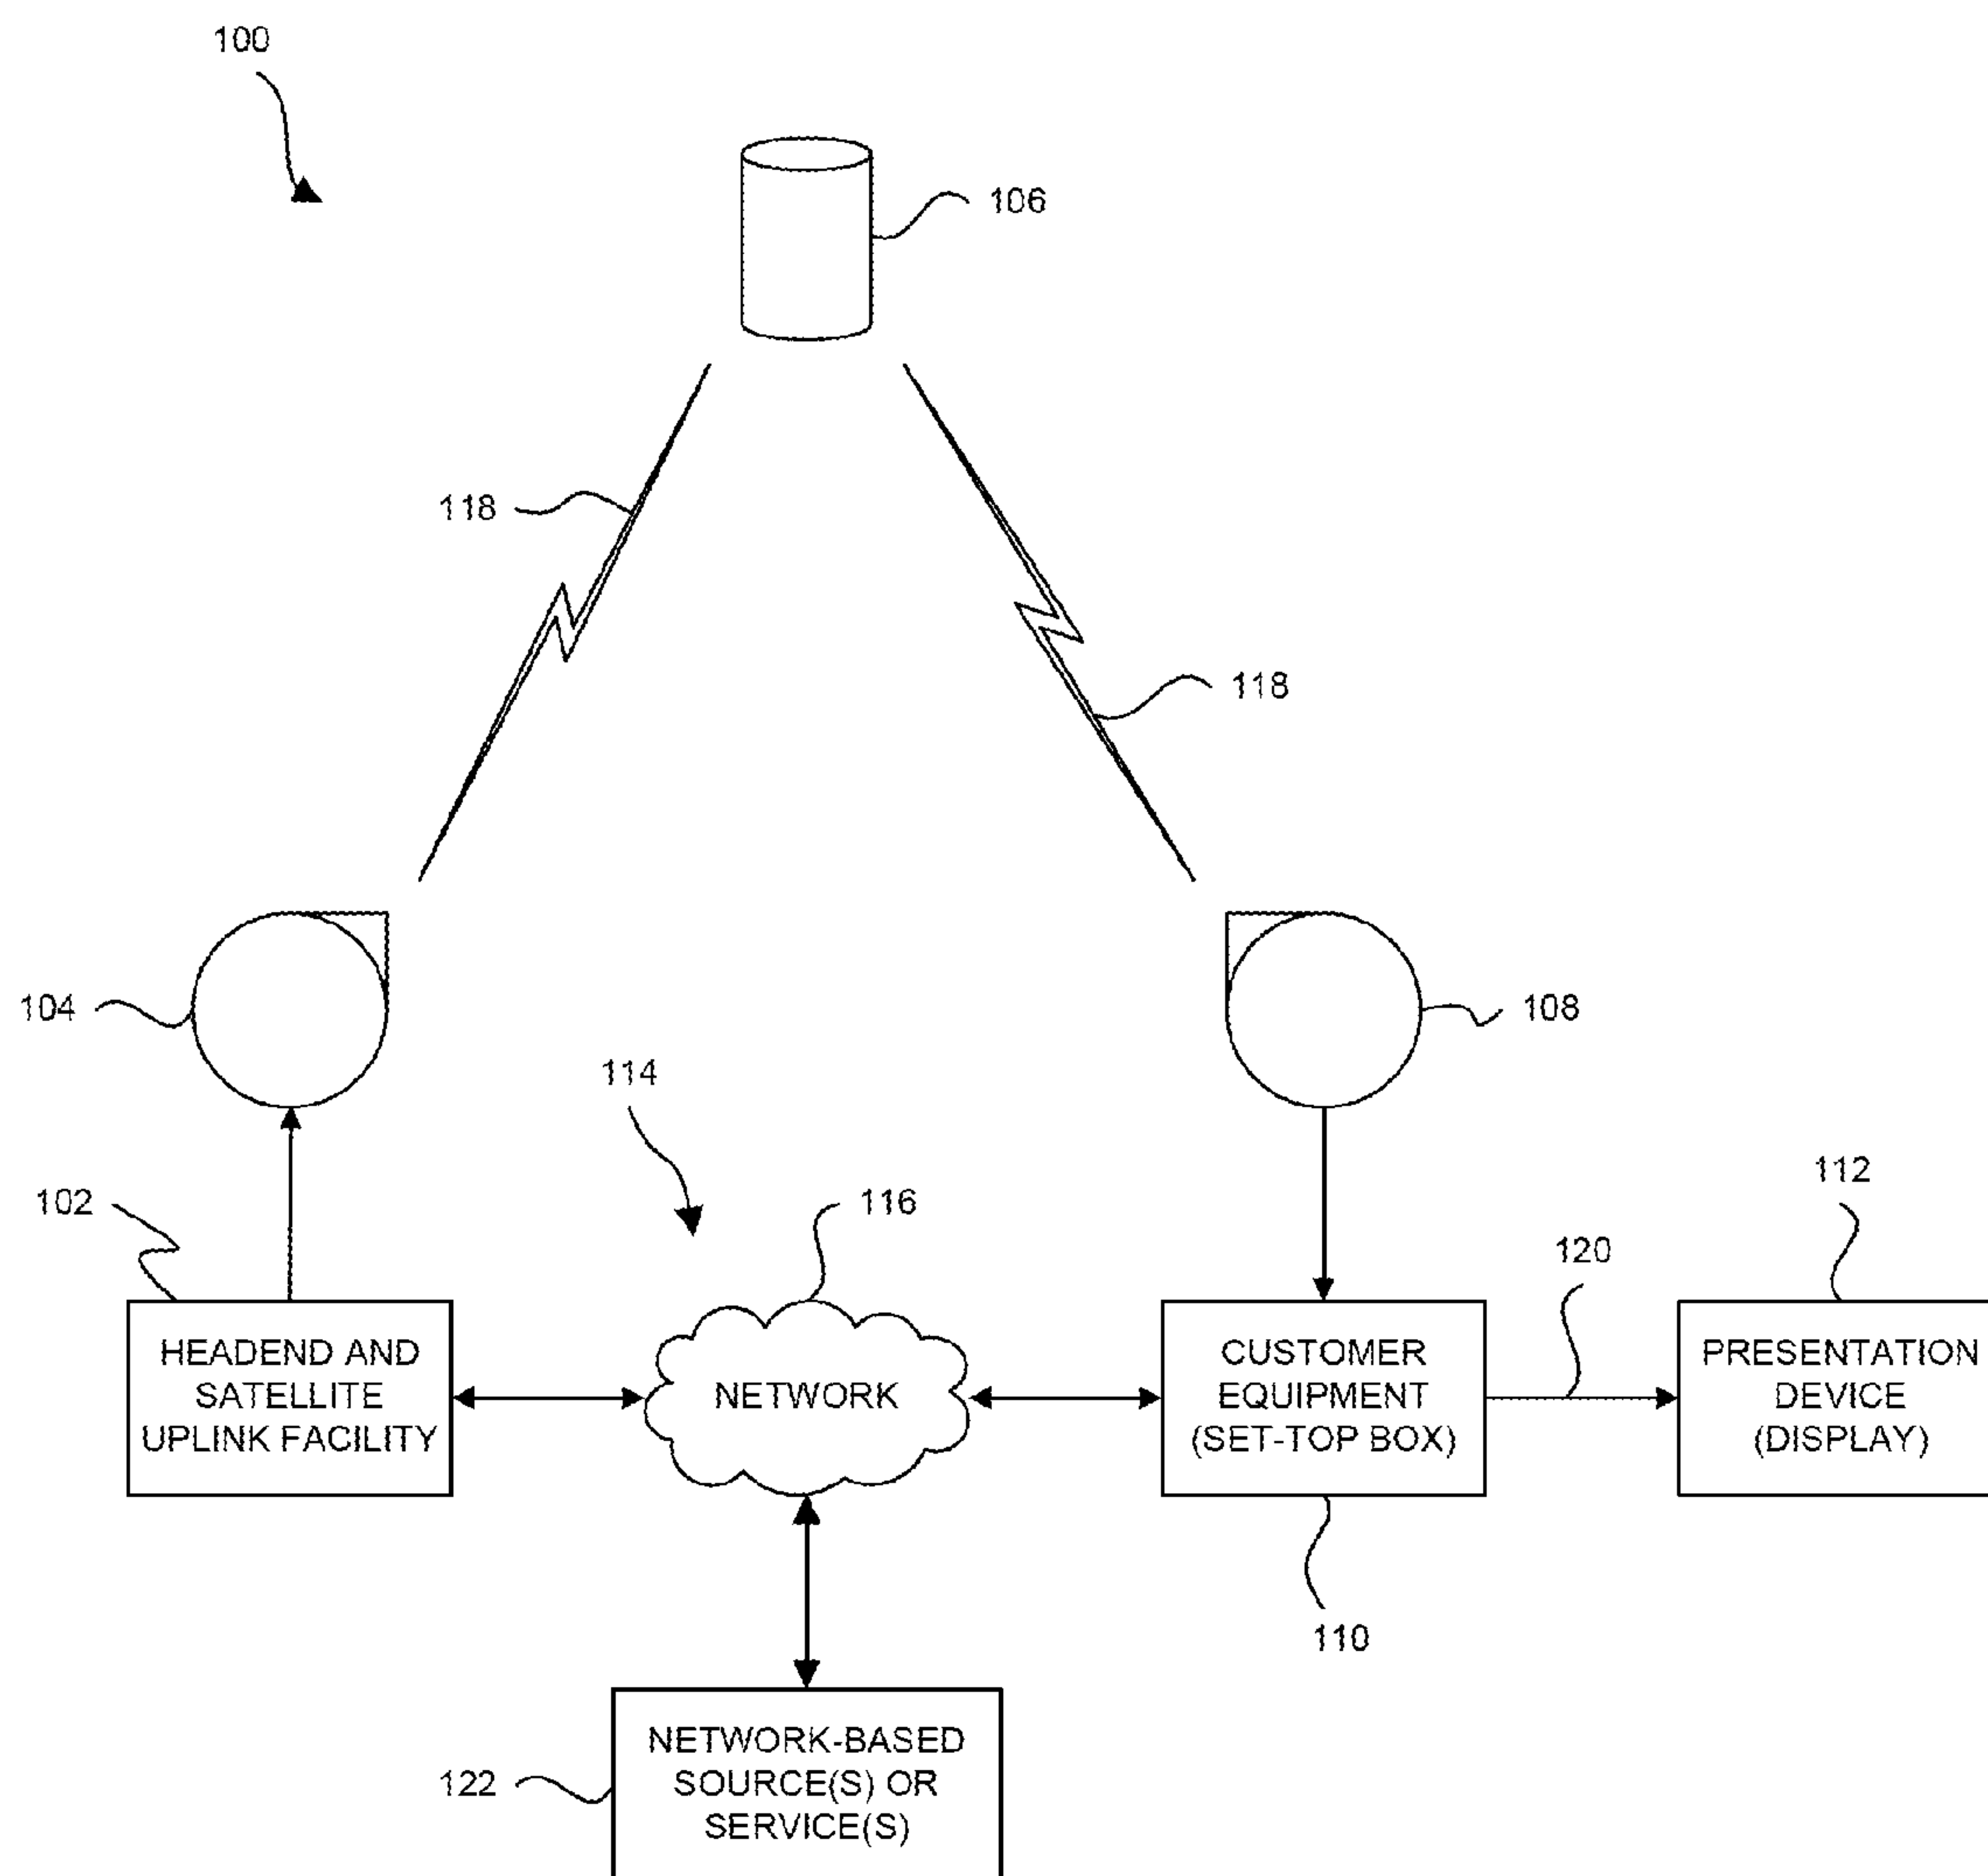 100
106
118
118
104
108
114
112
102
116
120
HEADEND AND
SATELLITE
UPLINK FACILITY
NETWORK
CUSTOMER
EQUIPMENT
(SET-TOP BOX)
PRESENTATION
DEVICE
(DISPLAY)
110
NETWORK-BASED
SOURCE(S) OR
SERVICE(S)
122